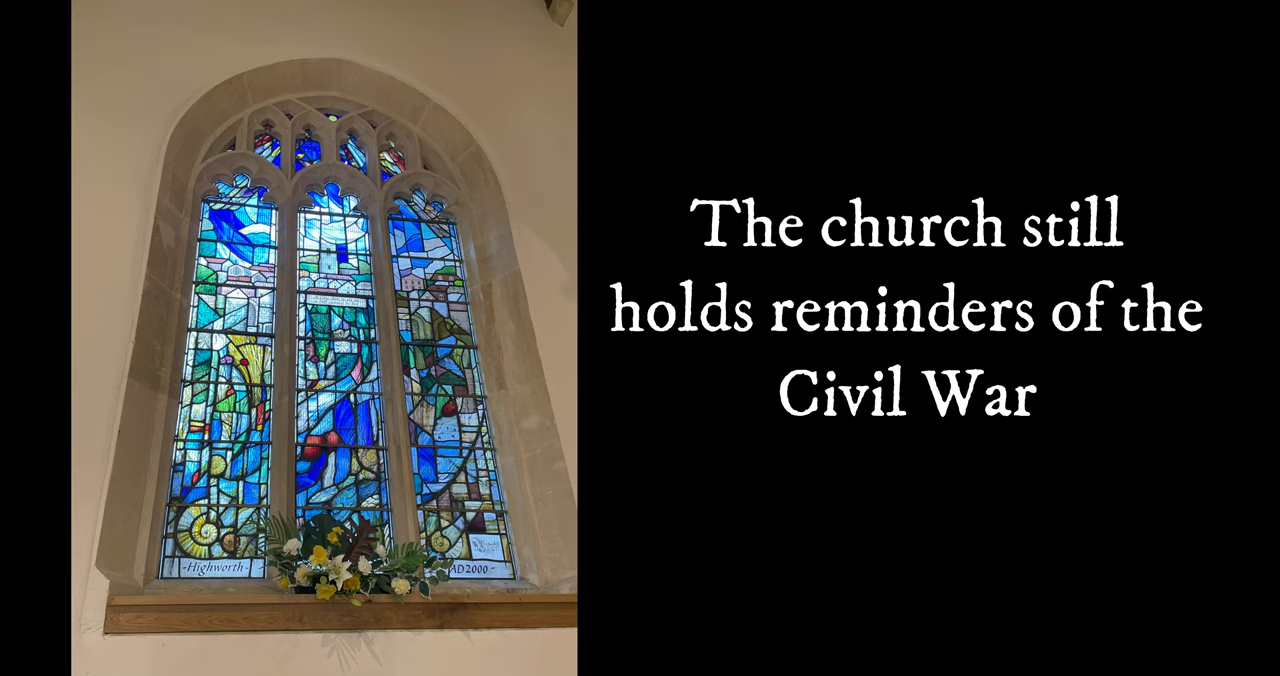 -Highworth-
AD2000-
The church still
holds reminders of the
Civil War